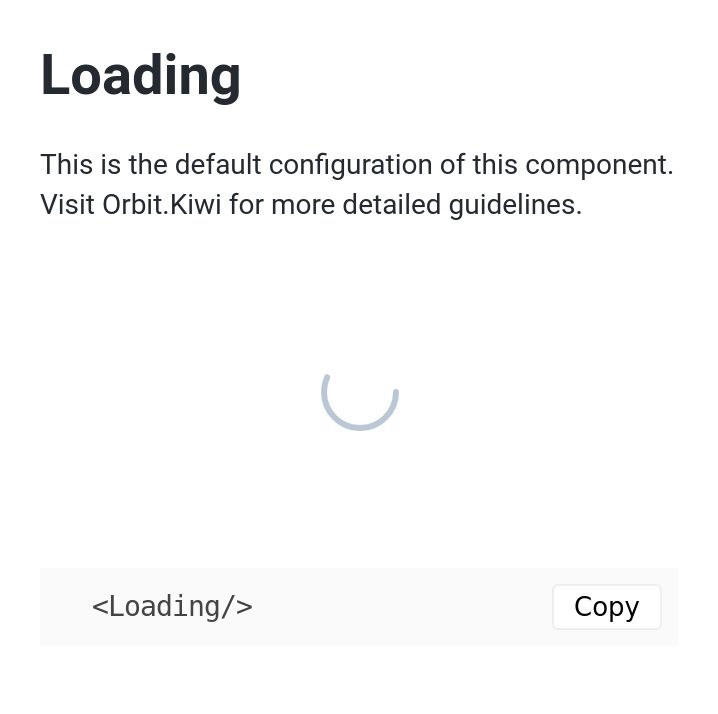 Loading
This is the default configuration of this component.
Visit Orbit.Kiwi for more detailed guidelines.
<Loading/>
Copy